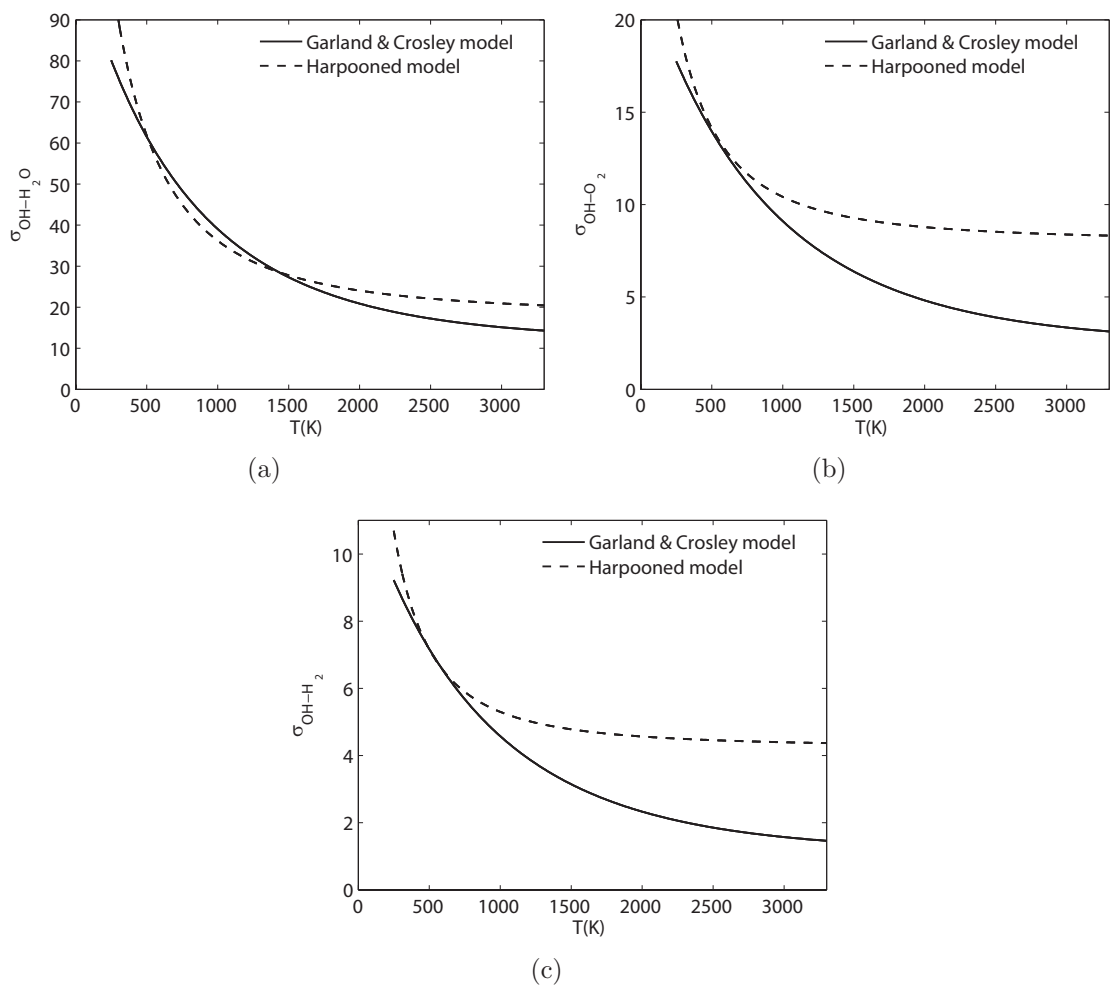 90
80
70
60
50
40
30
20
10
0
σOH−H2O
Garland & Crosley model
Harpooned model
0 500 1000 1500 2000 2500 3000
T(K)
(a)
20
15
10
5
0
σOH−O2
Garland & Crosley model
Harpooned model
0 500 1000 1500 2000 2500 3000
T(K)
(b)
10
8
6
4
2
0
σOH−H2
Garland & Crosley model
Harpooned model
0 500 1000 1500 2000 2500 3000
T(K)
(c)